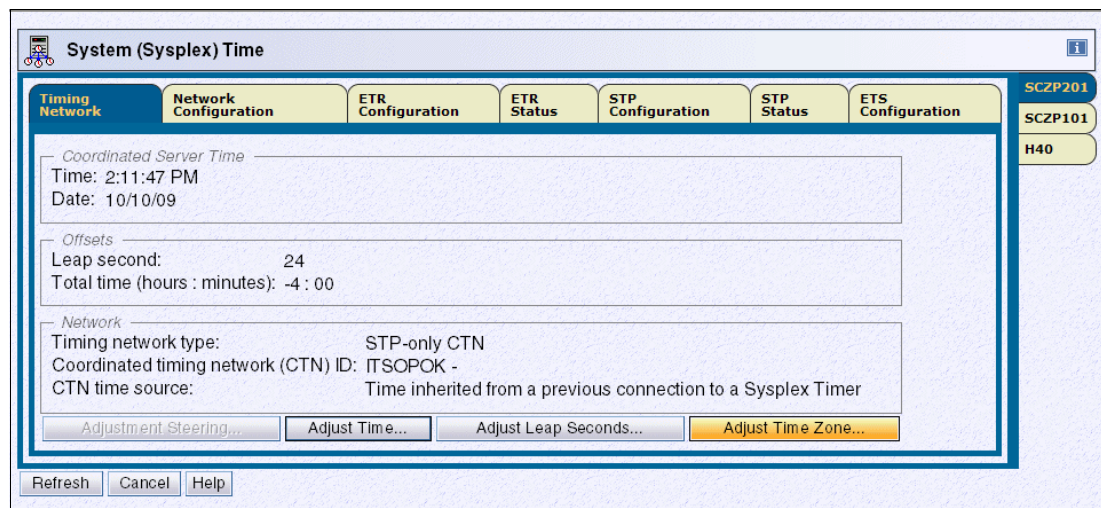 System (Sysplex) Time
i
Timing Network
Network Configuration
ETR Configuration
ETR Status
STP Configuration
STP Status
ETS Configuration
SCZP201
SCZP101
H40
Coordinated Server Time
Time: 2:11:47 PM
Date: 10/10/09
Offsets
Leap second: 24
Total time (hours : minutes): -4 : 00
Network
Timing network type: STP-only CTN
Coordinated timing network (CTN) ID: ITSOPOK -
CTN time source: Time inherited from a previous connection to a Sysplex Timer
Adjustment Steering... Adjust Time... Adjust Leap Seconds... Adjust Time Zone...
Refresh Cancel Help